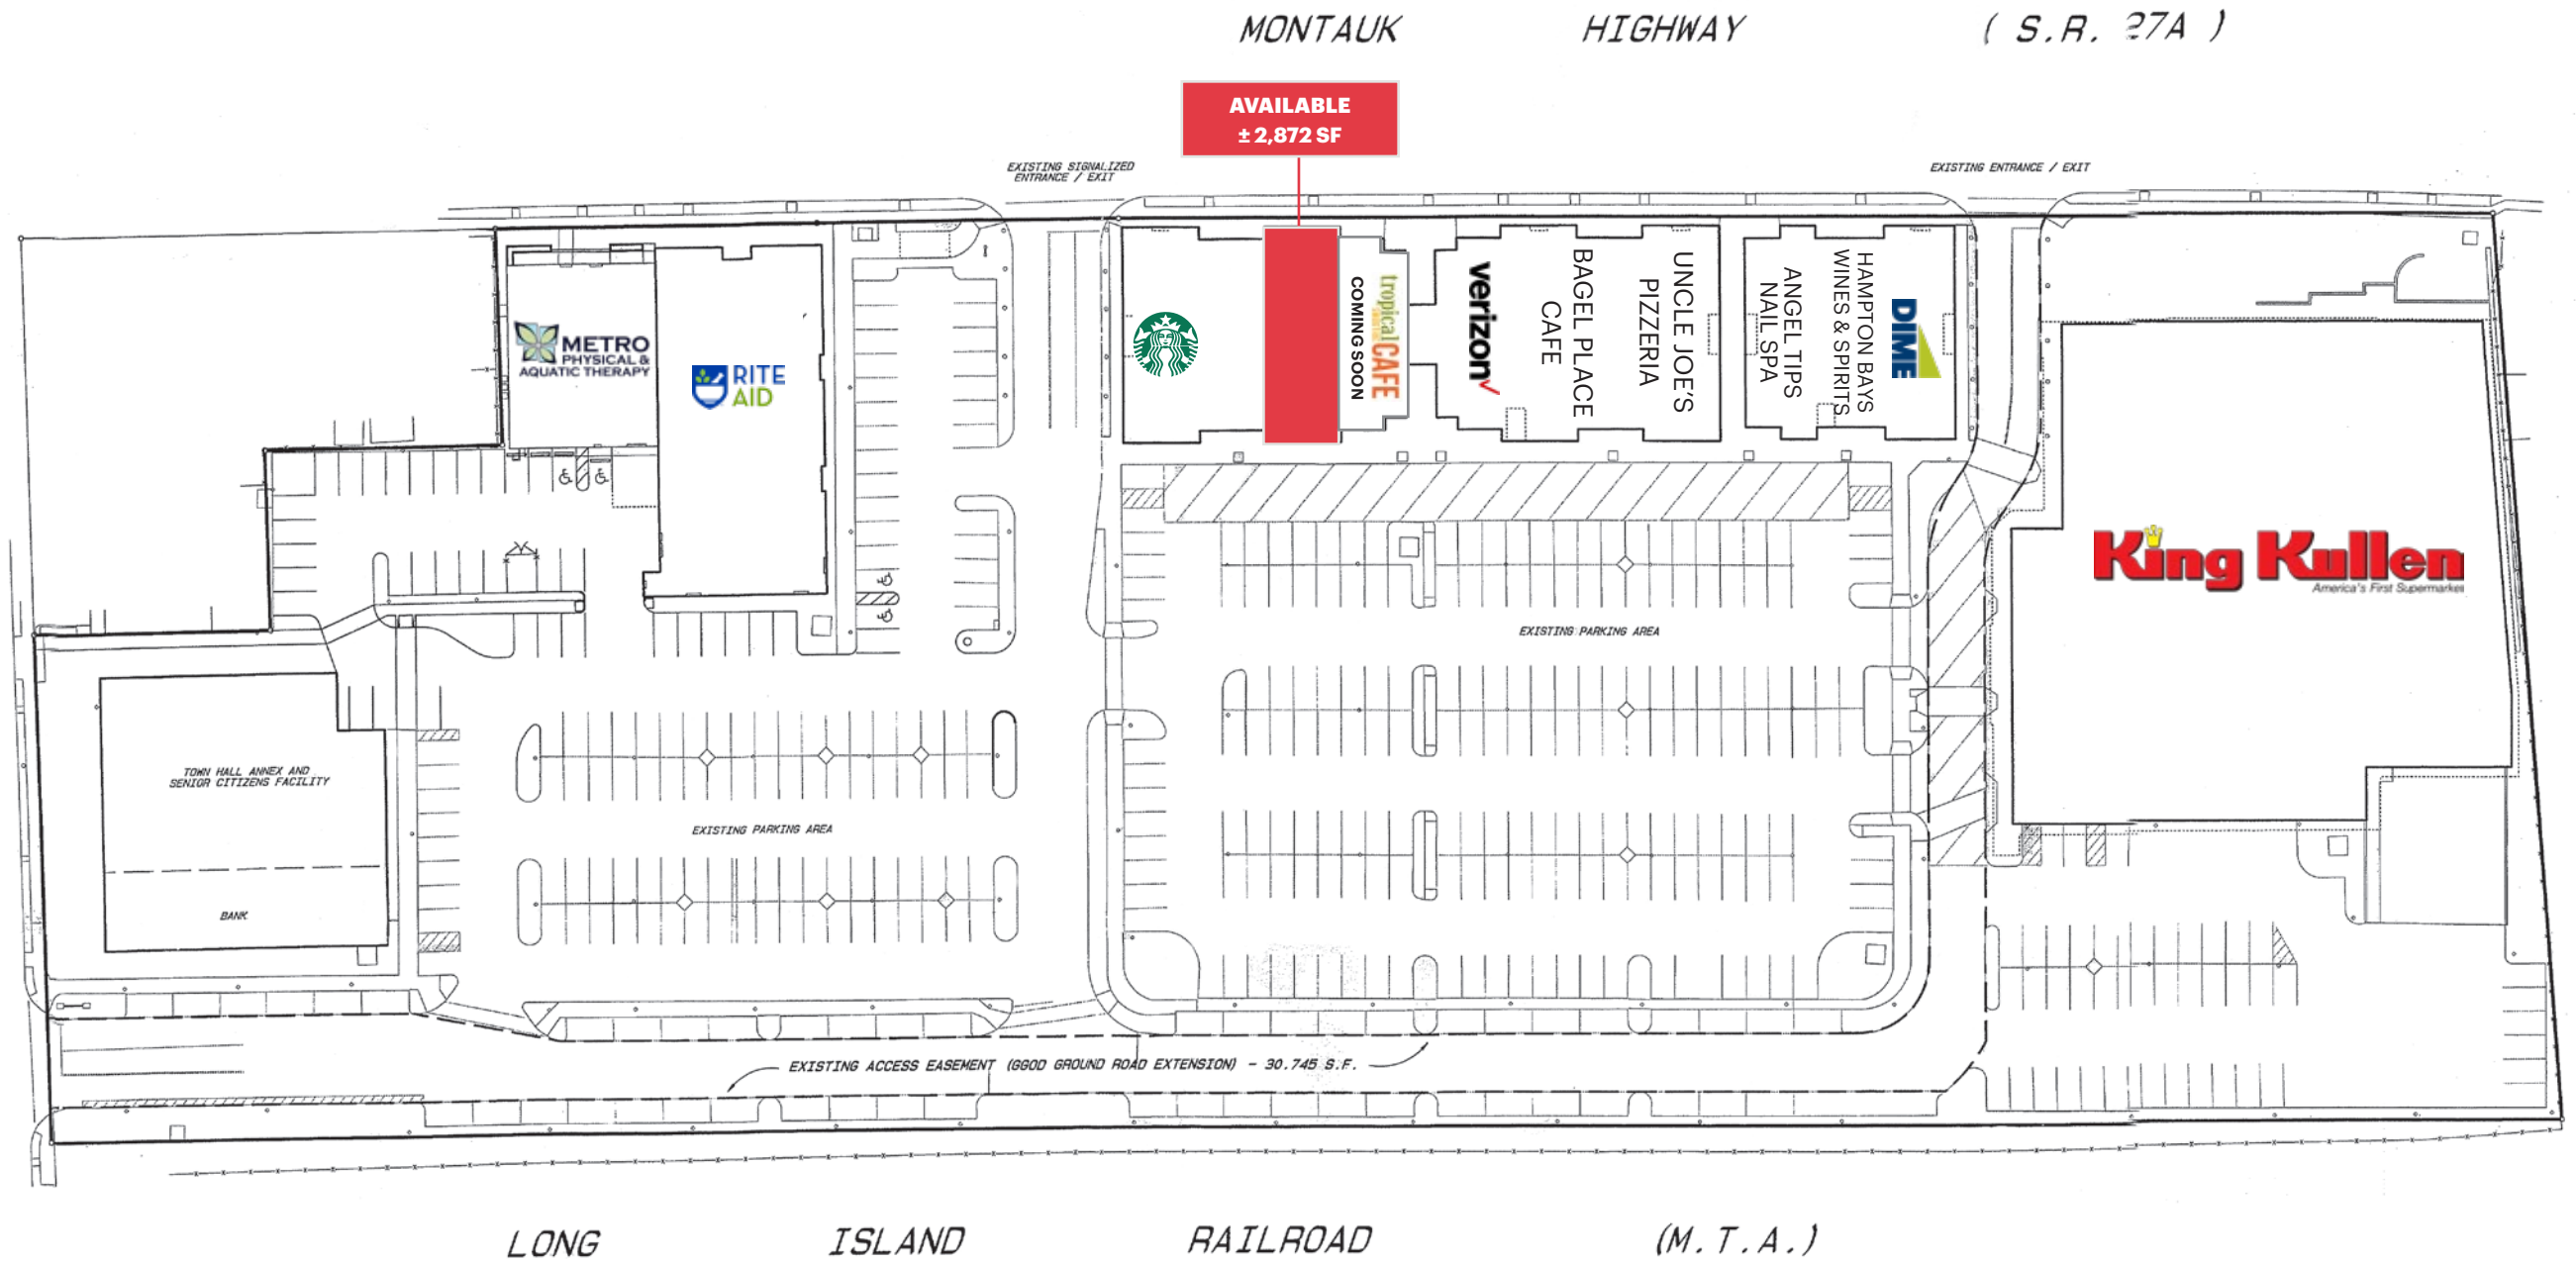 MONTAUK HIGHWAY ( S.R. 27A )
AVAILABLE
± 2,872 SF
EXISTING SIGNALIZED
ENTRANCE / EXIT
EXISTING ENTRANCE / EXIT
METRO
PHYSICAL &
AQUATIC THERAPY
RITE
AID
tropical
CAFE
COMING SOON
verizon
BAGEL PLACE
CAFE
UNCLE JOE'S
PIZZERIA
ANGEL TIPS
NAIL SPA
HAMPTON BAYS
WINES & SPIRITS
DIME
King Kullen
America's First Supermarket
EXISTING PARKING AREA
TOWN HALL ANNEX AND
SENIOR CITIZENS FACILITY
BANK
EXISTING PARKING AREA
EXISTING ACCESS EASEMENT (GGOD GROUND ROAD EXTENSION) - 30.745 S.F.
LONG ISLAND RAILROAD (M.T.A.)